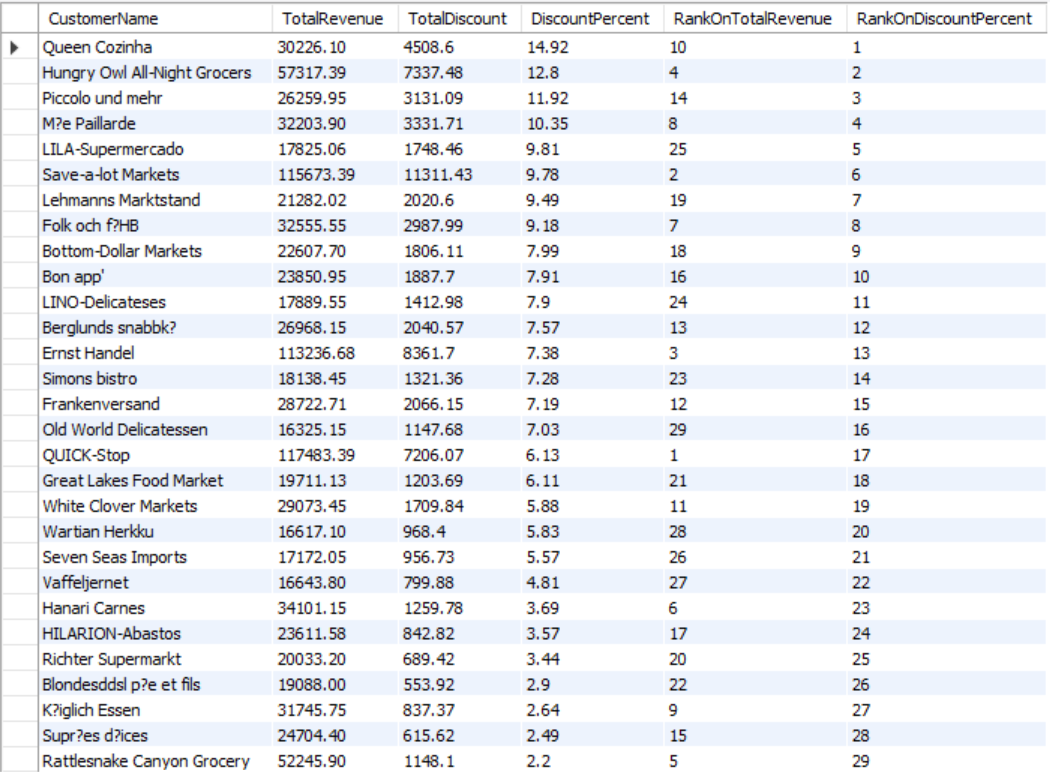 CustomerName TotalRevenue TotalDiscount DiscountPercent RankOnTotalRevenue RankOnDiscountPercent
Queen Cozinha 30226.10 4508.6 14.92 10 1
Hungry Owl All-Night Grocers 57317.39 7337.48 12.8 4 2
Piccolo und mehr 26259.95 3131.09 11.92 14 3
M?e Paillarde 32203.90 3331.71 10.35 8 4
LILA-Supermercado 17825.06 1748.46 9.81 25 5
Save-a-lot Markets 115673.39 11311.43 9.78 2 6
Lehmanns Marktstand 21282.02 2020.6 9.49 19 7
Folk och f?HB 32555.55 2987.99 9.18 7 8
Bottom-Dollar Markets 22607.70 1806.11 7.99 18 9
Bon app' 23850.95 1887.7 7.91 16 10
LINO-Delicateses 17889.55 1412.98 7.9 24 11
Berglunds snabbk? 26968.15 2040.57 7.57 13 12
Ernst Handel 113236.68 8361.7 7.38 3 13
Simons bistro 18138.45 1321.36 7.28 23 14
Frankenversand 28722.71 2066.15 7.19 12 15
Old World Delicatessen 16325.15 1147.68 7.03 29 16
QUICK-Stop 117483.39 7206.07 6.13 1 17
Great Lakes Food Market 19711.13 1203.69 6.11 21 18
White Clover Markets 29073.45 1709.84 5.88 11 19
Wartian Herkku 16617.10 968.4 5.83 28 20
Seven Seas Imports 17172.05 956.73 5.57 26 21
Vaffeljernet 16643.80 799.88 4.81 27 22
Hanari Carnes 34101.15 1259.78 3.69 6 23
HILARION-Abastos 23611.58 842.82 3.57 17 24
Richter Supermarkt 20033.20 689.42 3.44 20 25
Blondesddsl p?e et fils 19088.00 553.92 2.9 22 26
K?iglich Essen 31745.75 837.37 2.64 9 27
Supr?es d?ices 24704.40 615.62 2.49 15 28
Rattlesnake Canyon Grocery 52245.90 1148.1 2.2 5 29